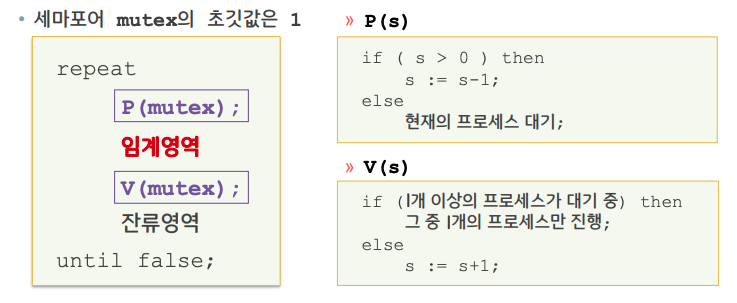 • 세마포어 mutex의 초깃값은 1
repeat
P(mutex);
임계영역
V(mutex);
잔류영역
until false;
» P(s)
if ( s > 0 ) then
s := s-1;
else
현재의 프로세스 대기;
» V(s)
if (1개 이상의 프로세스가 대기 중) then
그 중 1개의 프로세스만 진행;
else
s := s+1;